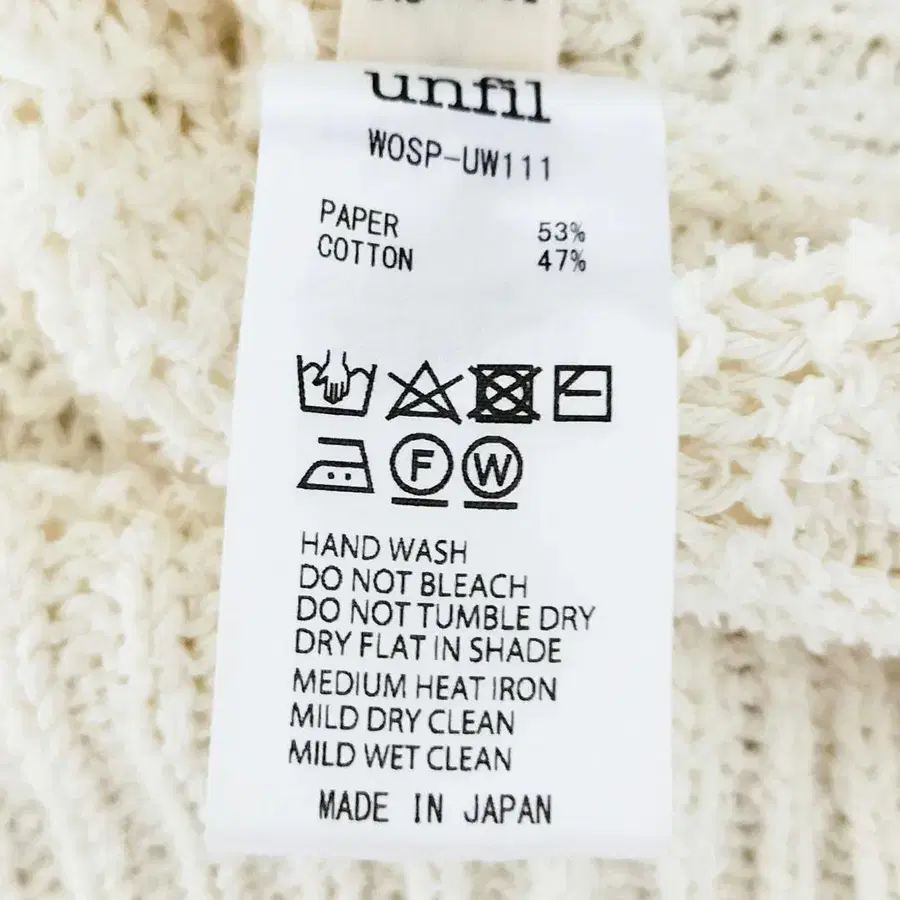 unfil
WOSP-UW111
PAPER 53%
COTTON 47%
F W
HAND WASH
DO NOT BLEACH
DO NOT TUMBLE DRY
DRY FLAT IN SHADE
MEDIUM HEAT IRON
MILD DRY CLEAN
MILD WET CLEAN
MADE IN JAPAN